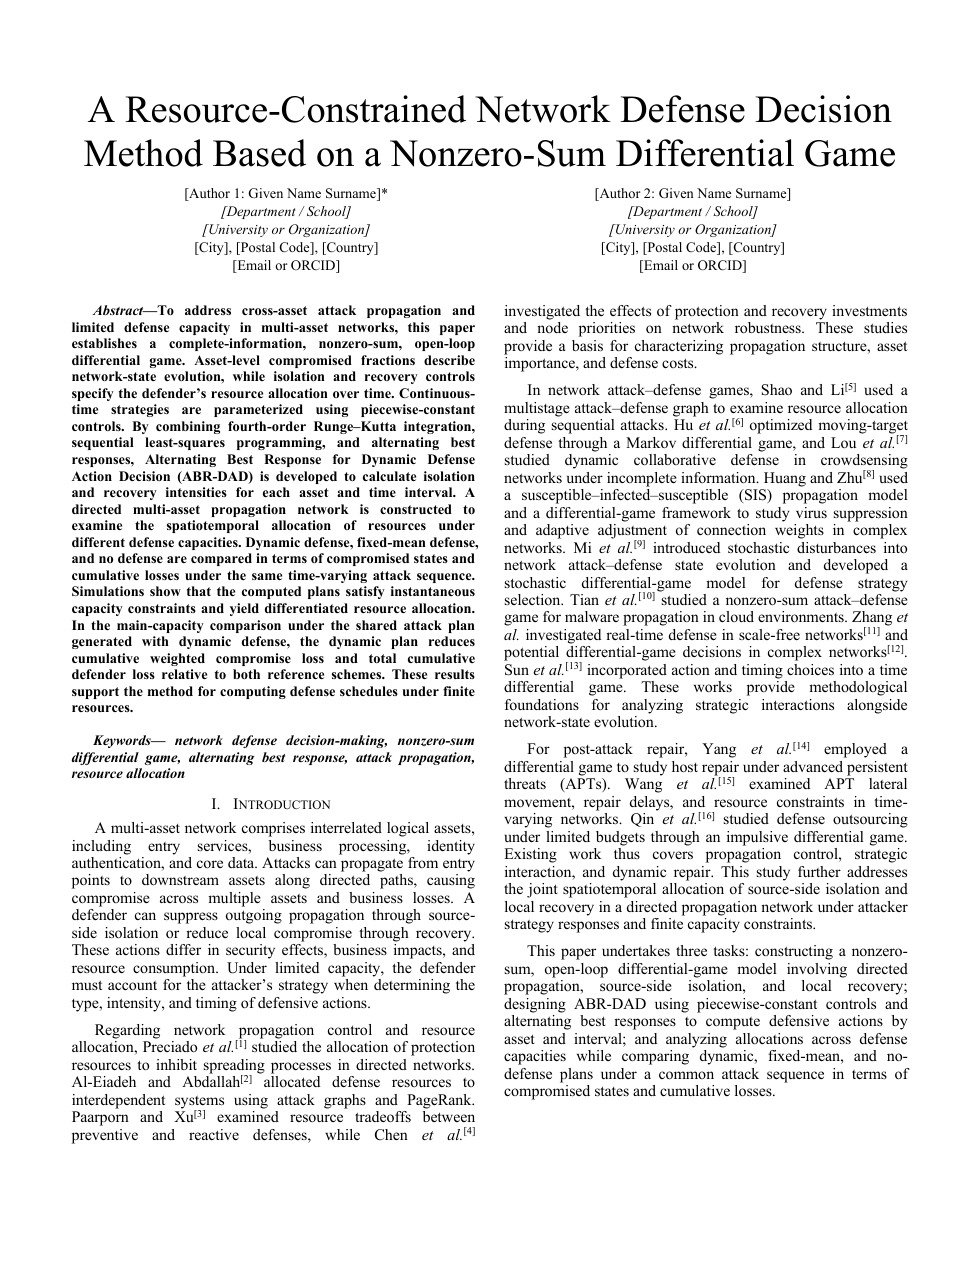 A Resource-Constrained Network Defense Decision
Method Based on a Nonzero-Sum Differential Game
[Author 1: Given Name Surname]*
[Department / School]
[University or Organization]
[City], [Postal Code], [Country]
[Email or ORCID]
[Author 2: Given Name Surname]
[Department / School]
[University or Organization]
[City], [Postal Code], [Country]
[Email or ORCID]
Abstract—To address cross-asset attack propagation and
limited defense capacity in multi-asset networks, this paper
establishes a complete-information, nonzero-sum, open-loop
differential game. Asset-level compromised fractions describe
network-state evolution, while isolation and recovery controls
specify the defender's resource allocation over time. Continuous-
time strategies are parameterized using piecewise-constant
controls. By combining fourth-order Runge–Kutta integration,
sequential least-squares programming, and alternating best
responses, Alternating Best Response for Dynamic Defense
Action Decision (ABR-DAD) is developed to calculate isolation
and recovery intensities for each asset and time interval. A
directed multi-asset propagation network is constructed to
examine the spatiotemporal allocation of resources under
different defense capacities. Dynamic defense, fixed-mean defense,
and no defense are compared in terms of compromised states and
cumulative losses under the same time-varying attack sequence.
Simulations show that the computed plans satisfy instantaneous
capacity constraints and yield differentiated resource allocation.
In the main-capacity comparison under the shared attack plan
generated with dynamic defense, the dynamic plan reduces
cumulative weighted compromise loss and total cumulative
defender loss relative to both reference schemes. These results
support the method for computing defense schedules under finite
resources.
Keywords— network defense decision-making, nonzero-sum
differential game, alternating best response, attack propagation,
resource allocation
I. INTRODUCTION
A multi-asset network comprises interrelated logical assets,
including entry services, business processing, identity
authentication, and core data. Attacks can propagate from entry
points to downstream assets along directed paths, causing
compromise across multiple assets and business losses. A
defender can suppress outgoing propagation through source-
side isolation or reduce local compromise through recovery.
These actions differ in security effects, business impacts, and
resource consumption. Under limited capacity, the defender
must account for the attacker's strategy when determining the
type, intensity, and timing of defensive actions.
Regarding network propagation control and resource
allocation, Preciado et al.[1] studied the allocation of protection
resources to inhibit spreading processes in directed networks.
Al-Eiadeh and Abdallah[2] allocated defense resources to
interdependent systems using attack graphs and PageRank.
Paarporn and Xu[3] examined resource tradeoffs between
preventive and reactive defenses, while Chen et al.[4]
investigated the effects of protection and recovery investments
and node priorities on network robustness. These studies
provide a basis for characterizing propagation structure, asset
importance, and defense costs.
In network attack–defense games, Shao and Li[5] used a
multistage attack–defense graph to examine resource allocation
during sequential attacks. Hu et al.[6] optimized moving-target
defense through a Markov differential game, and Lou et al.[7]
studied dynamic collaborative defense in crowdsensing
networks under incomplete information. Huang and Zhu[8] used
a susceptible–infected–susceptible (SIS) propagation model
and a differential-game framework to study virus suppression
and adaptive adjustment of connection weights in complex
networks. Mi et al.[9] introduced stochastic disturbances into
network attack–defense state evolution and developed a
stochastic differential-game model for defense strategy
selection. Tian et al.[10] studied a nonzero-sum attack–defense
game for malware propagation in cloud environments. Zhang et
al. investigated real-time defense in scale-free networks[11] and
potential differential-game decisions in complex networks[12].
Sun et al.[13] incorporated action and timing choices into a time
differential game. These works provide methodological
foundations for analyzing strategic interactions alongside
network-state evolution.
For post-attack repair, Yang et al.[14] employed a
differential game to study host repair under advanced persistent
threats (APTs). Wang et al.[15] examined APT lateral
movement, repair delays, and resource constraints in time-
varying networks. Qin et al.[16] studied defense outsourcing
under limited budgets through an impulsive differential game.
Existing work thus covers propagation control, strategic
interaction, and dynamic repair. This study further addresses
the joint spatiotemporal allocation of source-side isolation and
local recovery in a directed propagation network under attacker
strategy responses and finite capacity constraints.
This paper undertakes three tasks: constructing a nonzero-
sum, open-loop differential-game model involving directed
propagation, source-side isolation, and local recovery;
designing ABR-DAD using piecewise-constant controls and
alternating best responses to compute defensive actions by
asset and interval; and analyzing allocations across defense
capacities while comparing dynamic, fixed-mean, and no-
defense plans under a common attack sequence in terms of
compromised states and cumulative losses.